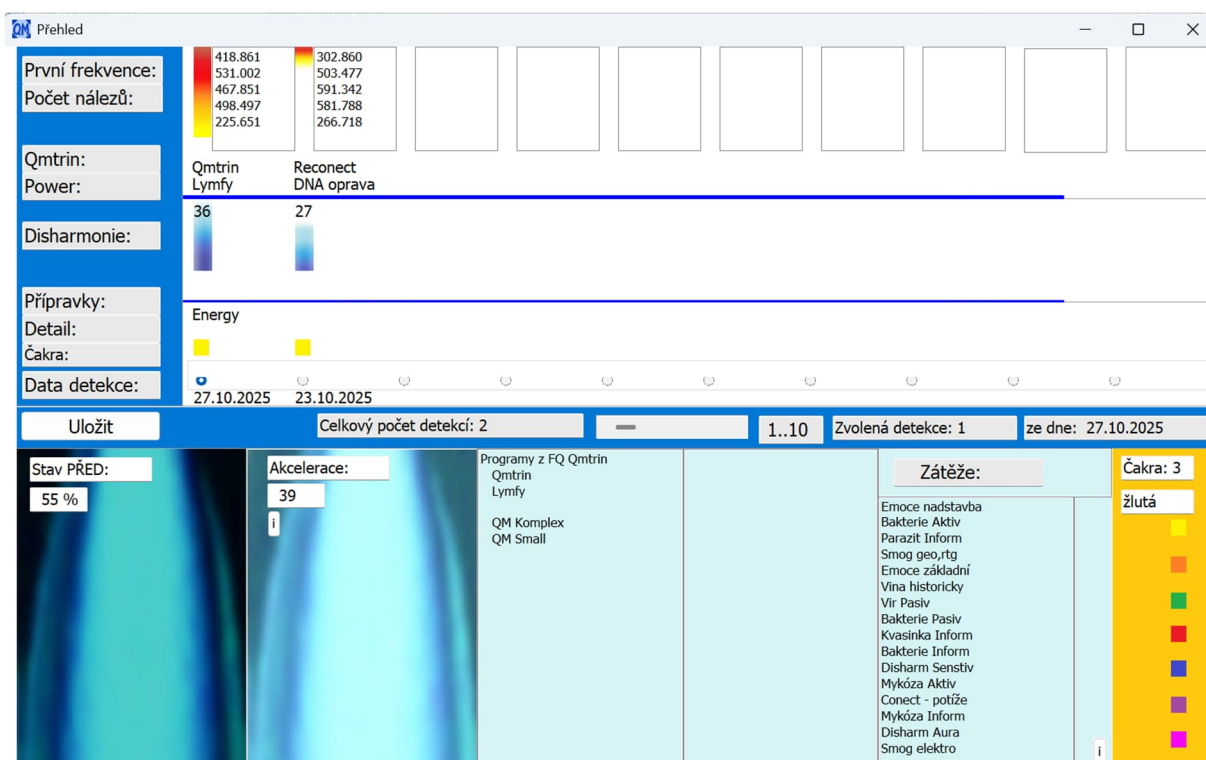 QM Přehled
První frekvence:
Počet nálezů:
418.861
531.002
467.851
498.497
225.651
302.860
503.477
591.342
581.788
266.718
Qmtrin:
Power:
Qmtrin
Lymfy
Reconect
DNA oprava
Disharmonie:
36
27
Přípravky:
Detail:
Čakra:
Energy
Data detekce:
27.10.2025
23.10.2025
Uložit
Celkový počet detekcí: 2
1..10
Zvolená detekce: 1
ze dne: 27.10.2025
Stav PŘED:
55 %
Akcelerace:
39
i
Programy z FQ Qmtrin
Qmtrin
Lymfy
QM Komplex
QM Small
Zátěže:
Emoce nadstavba
Bakterie Aktiv
Parazit Inform
Smog geo,rtg
Emoce základní
Vina historicky
Vir Pasiv
Bakterie Pasiv
Kvasinka Inform
Bakterie Inform
Disharm Senstiv
Mykóza Aktiv
Conect - potíže
Mykóza Inform
Disharm Aura
Smog elektro
i
Čakra: 3
žlutá